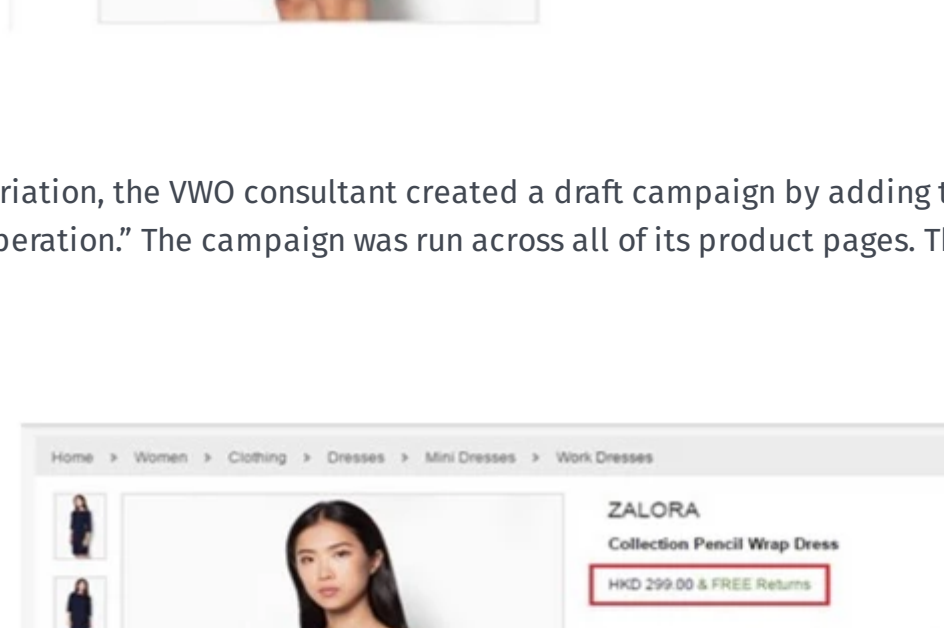 riation, the VWO consultant created a draft campaign by adding t
peration.” The campaign was run across all of its product pages. Th
Home > Women > Clothing > Dresses > Mini Dresses > Work Dresses
ZALORA
Collection Pencil Wrap Dress
HKD 299.00 & FREE Returns